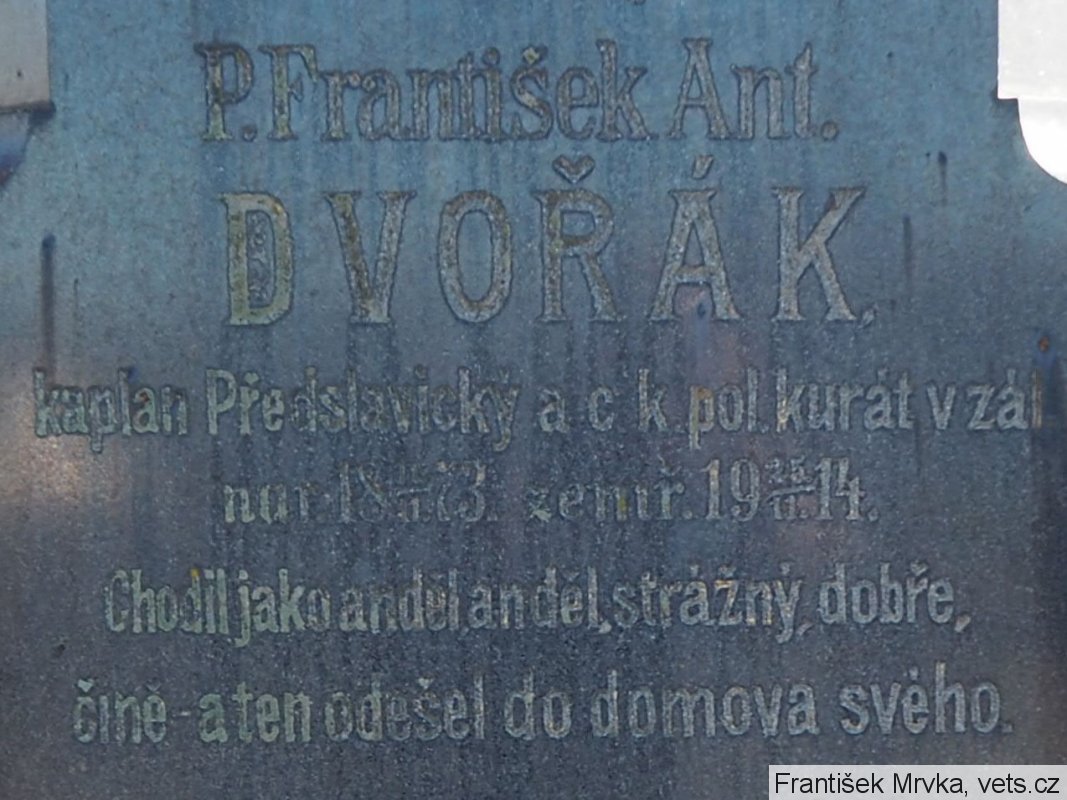 P. František Ant.
DVOŘÁK,
kaplan Předslavický a c. k. pol. kurát v zál
nar. 18 73. zemř. 19 14.
Chodil jako anděl, anděl, strážný, dobře,
čině - a ten odešel do domova svého.
František Mrvka, vets.cz